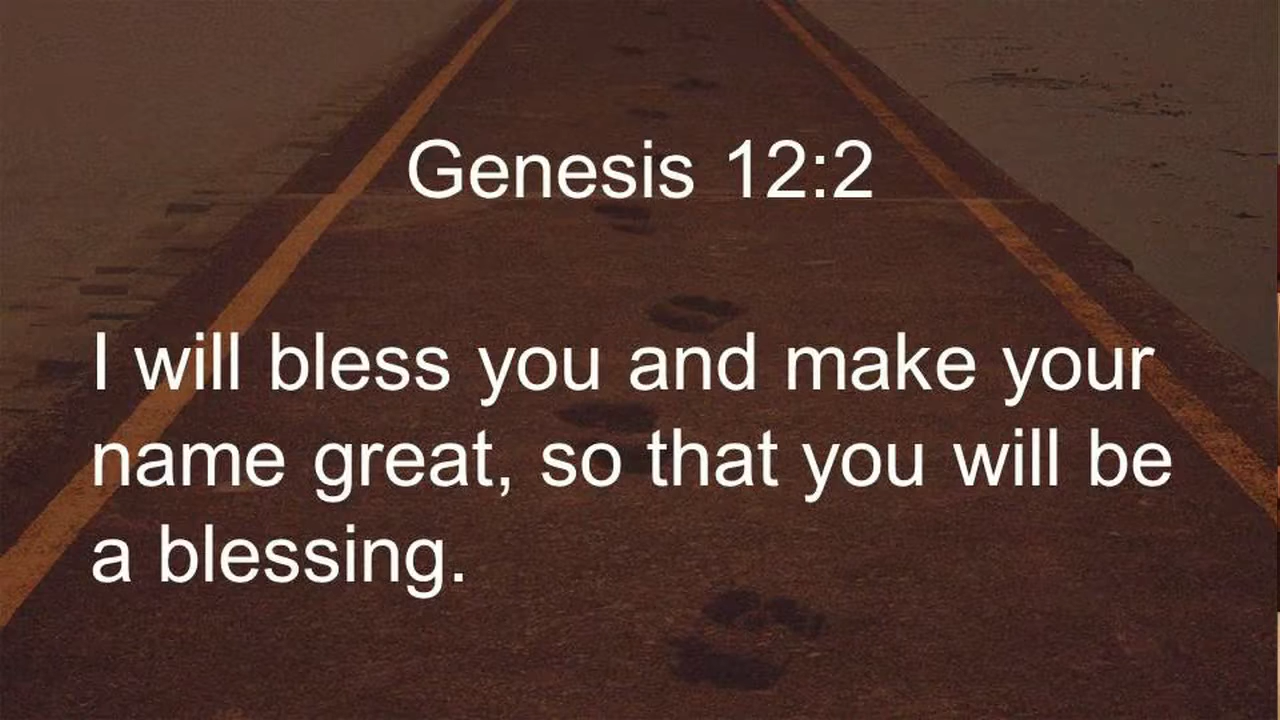 Genesis 12:2
I will bless you and make your
name great, so that you will be
a blessing.